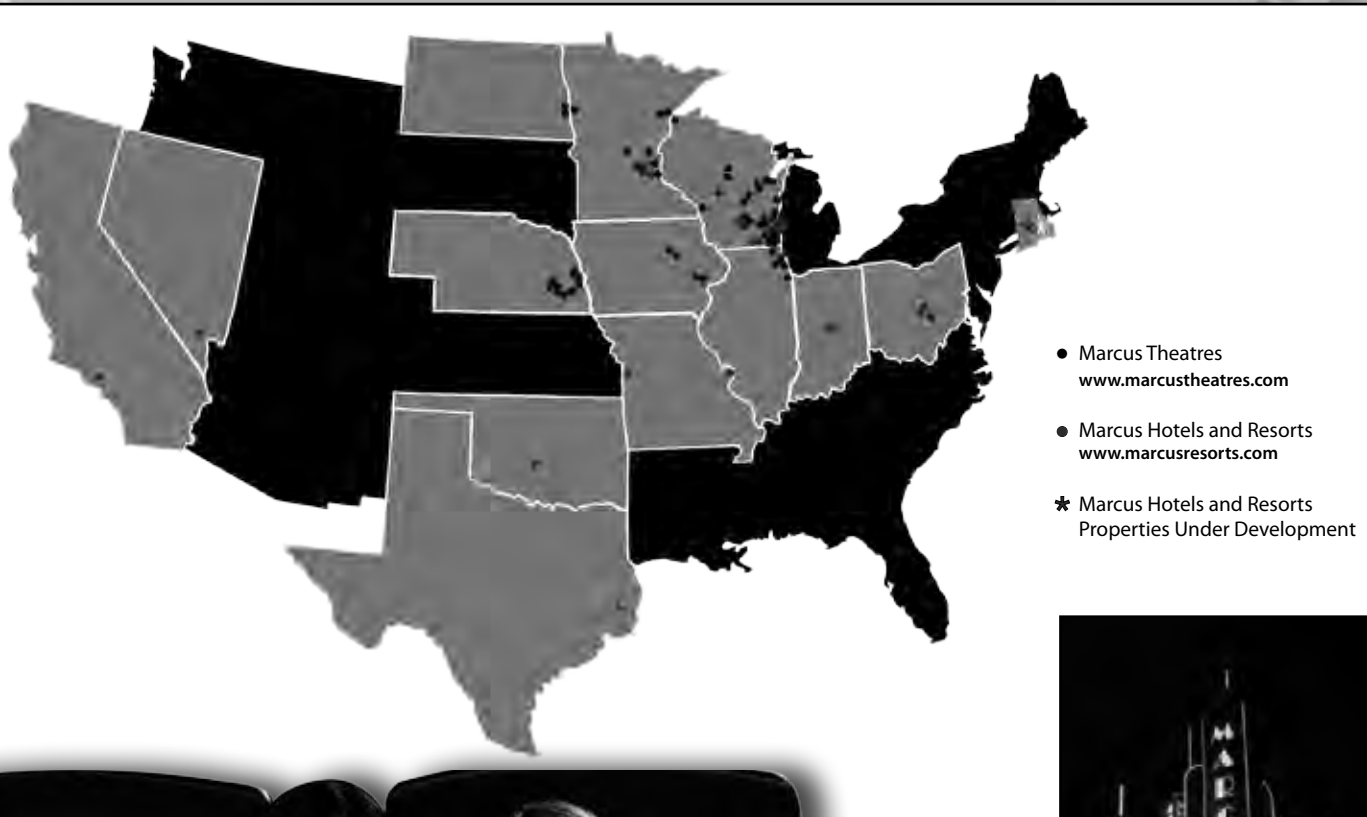 Marcus Theatres
www.marcustheatres.com
Marcus Hotels and Resorts
www.marcusresorts.com
Marcus Hotels and Resorts
Properties Under Development